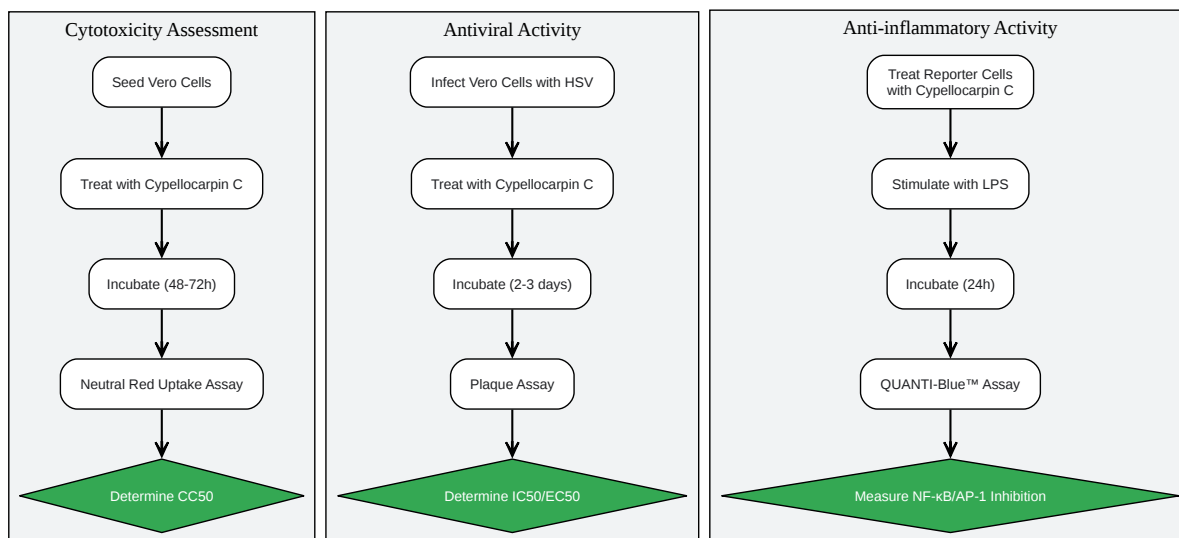 Cytotoxicity Assessment
Seed Vero Cells
Treat with Cypellocarpin C
Incubate (48-72h)
Neutral Red Uptake Assay
Determine CC50
Antiviral Activity
Infect Vero Cells with HSV
Treat with Cypellocarpin C
Incubate (2-3 days)
Plaque Assay
Determine IC50/EC50
Anti-inflammatory Activity
Treat Reporter Cells
with Cypellocarpin C
Stimulate with LPS
Incubate (24h)
QUANTI-Blue™ Assay
Measure NF-κB/AP-1 Inhibition